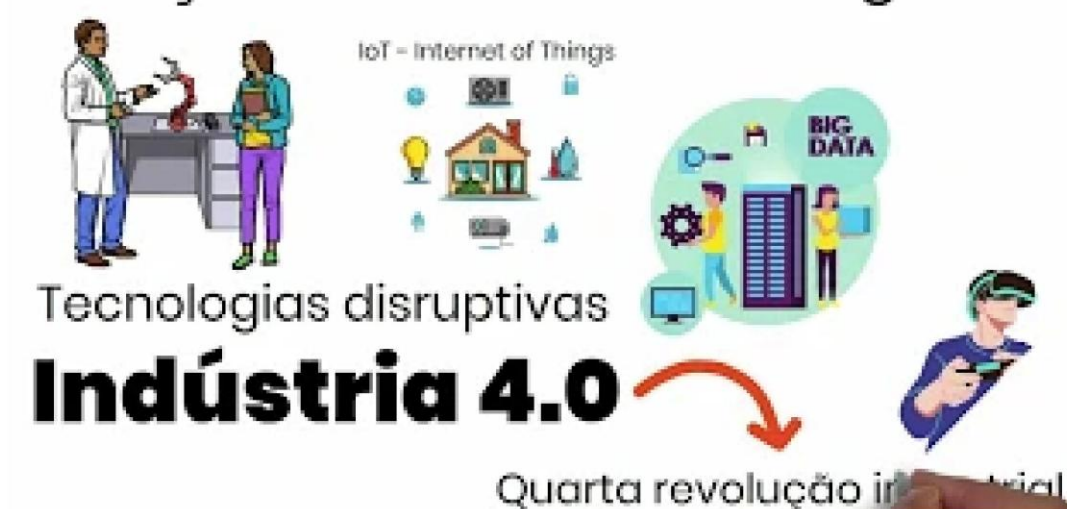 IoT - Internet of Things
BIG
DATA
Tecnologias disruptivas
Indústria 4.0
Quarta revolução